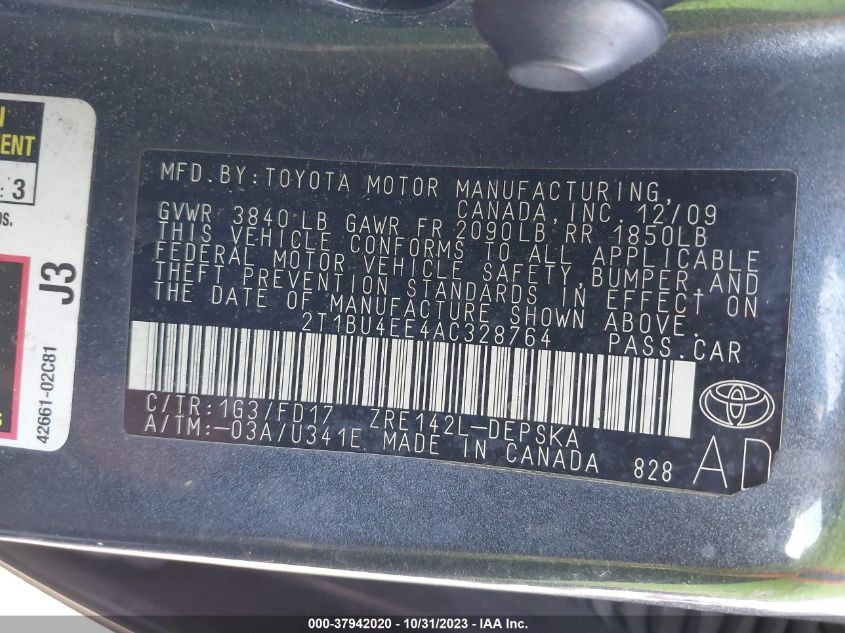 N
MENT
: 3
OS.
J3
42661-02C81
MFD.BY:TOYOTA MOTOR MANUFACTURING,
CANADA,INC. 12/09
GVWR 3840 LB GAWR FR 2090LB RR 1850LB
THIS VEHICLE CONFORMS TO ALL APPLICABLE
FEDERAL MOTOR VEHICLE SAFETY,BUMPER,AND
THEFT PREVENTION STANDARDS IN EFFECT ON
THE DATE OF MANUFACTURE SHOWN ABOVE.
2T1BU4EE4AC328764 PASS.CAR
C/TR:1G3/FD17 ZRE142L-DEPSKA
A/TM:-03A/U341E MADE IN CANADA 828
AD
000-37942020 - 10/31/2023 - IAA Inc.